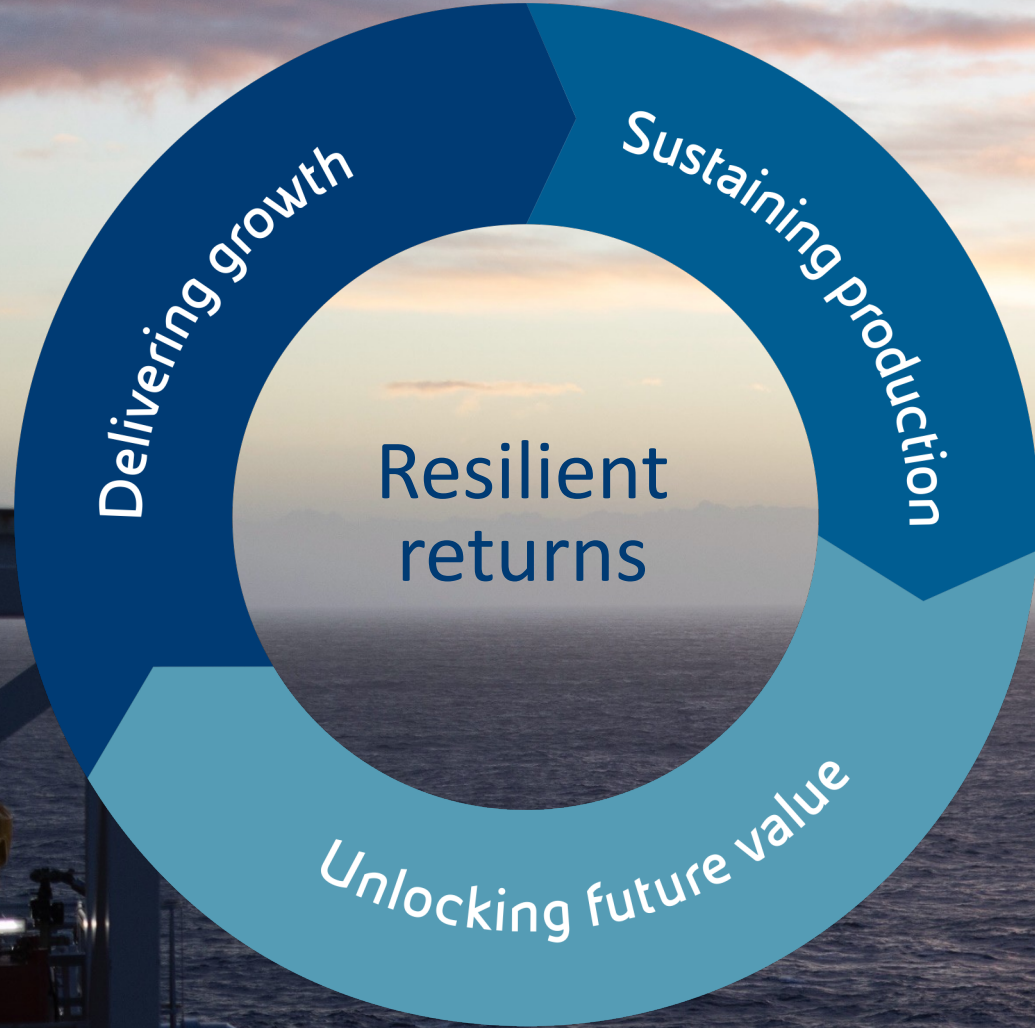 Delivering growth
Sustaining production
Resilient
returns
Unlocking future value